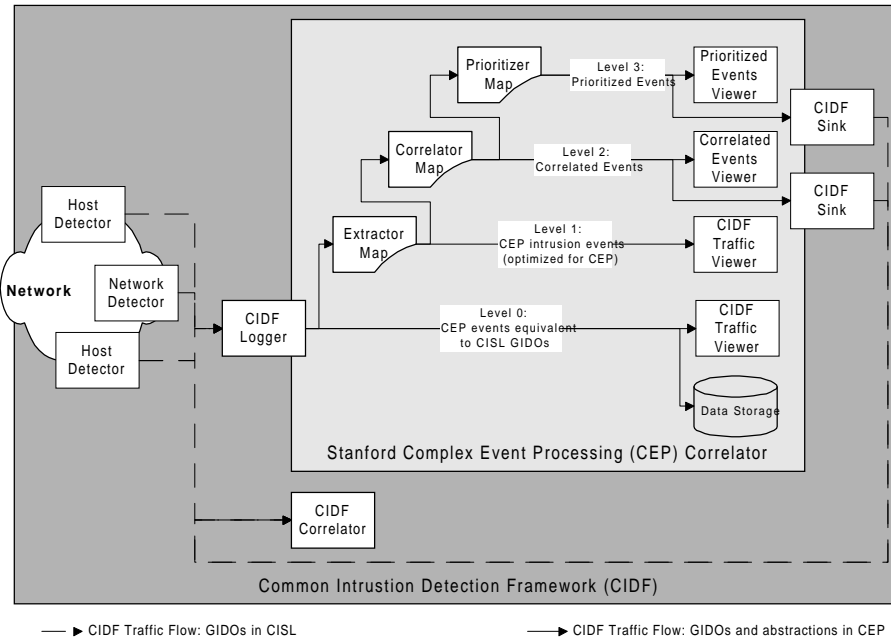 Prioritizer
Map
Level 3:
Prioritized Events
Prioritized
Events
Viewer
CIDF
Sink
Correlator
Map
Level 2:
Correlated Events
Correlated
Events
Viewer
CIDF
Sink
Host
Detector
Extractor
Map
Level 1:
CEP intrusion events
(optimized for CEP)
CIDF
Traffic
Viewer
Network
Network
Detector
Host
Detector
CIDF
Logger
Level 0:
CEP events equivalent
to CISL GIDOs
CIDF
Traffic
Viewer
Data Storage
Stanford Complex Event Processing (CEP) Correlator
CIDF
Correlator
Common Intrustion Detection Framework (CIDF)
CIDF Traffic Flow: GIDOs in CISL
CIDF Traffic Flow: GIDOs and abstractions in CEP